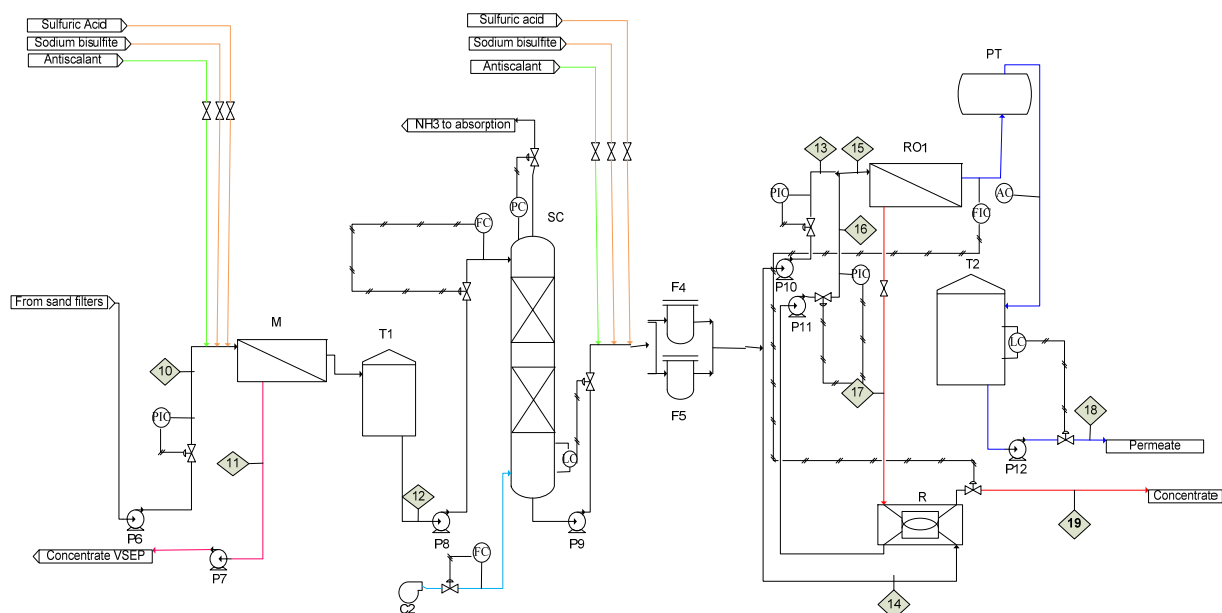 Sulfuric Acid
Sodium bisulfite
Antiscalant
Sulfuric acid
Sodium bisulfite
Antiscalant
NH3 to absorption
PT
13
15
RO1
PIC
AC
FIC
SC
PC
FC
16
T2
P10
PIC
P11
F4
From sand filters
M
T1
LC
10
17
F5
PIC
18
11
LC
P12
Permeate
12
R
Concentrate
19
P6
P8
P9
Concentrate VSEP
P7
FC
C2
14